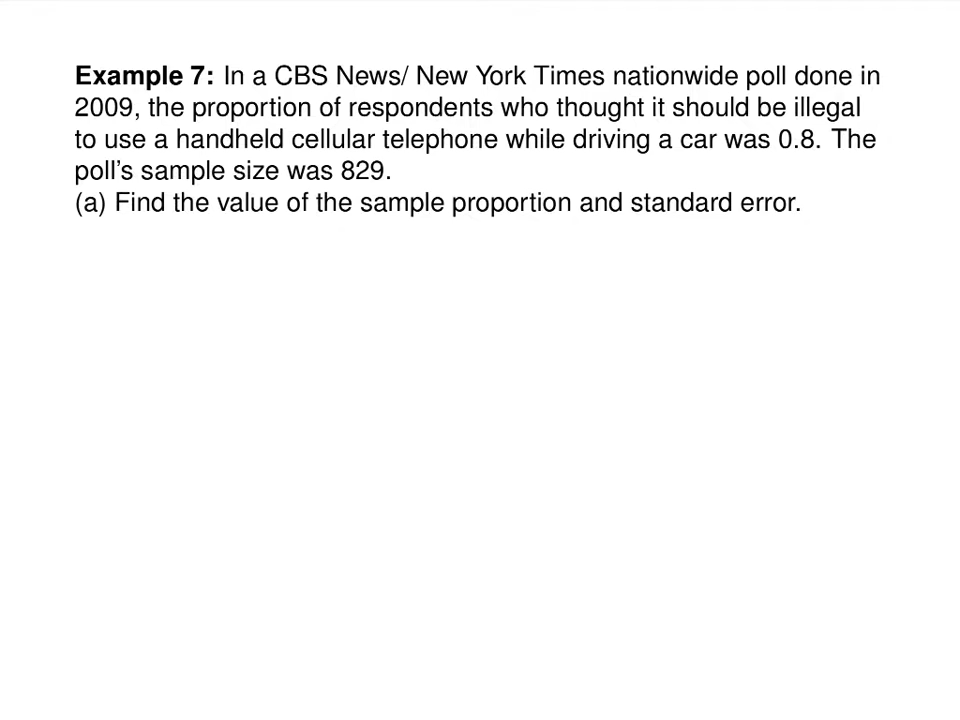 Example 7: In a CBS News/ New York Times nationwide poll done in
2009, the proportion of respondents who thought it should be illegal
to use a handheld cellular telephone while driving a car was 0.8. The
poll’s sample size was 829.
(a) Find the value of the sample proportion and standard error.